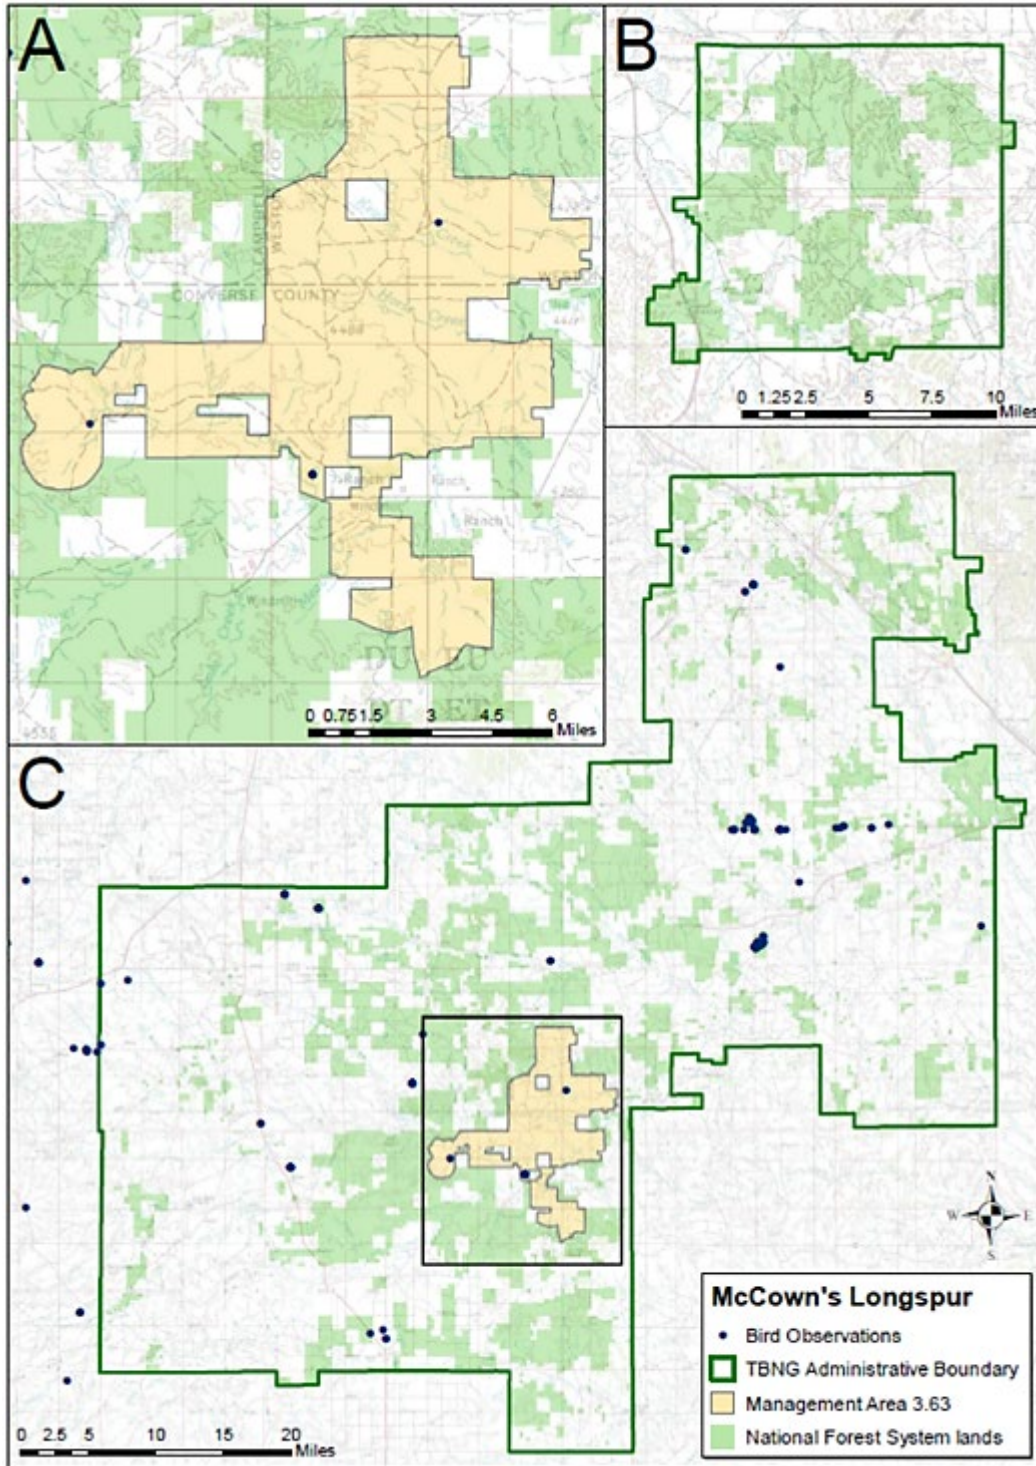 A
B
CONVERSE COUNTY
Ranch
0 0.75 1.5 3 4.5 6
Miles
0 1.25 2.5 5 7.5 10
Miles
C
N
W E
S
McCown's Longspur
Bird Observations
TBNG Administrative Boundary
Management Area 3.63
National Forest System lands
0 2.5 5 10 15 20
Miles